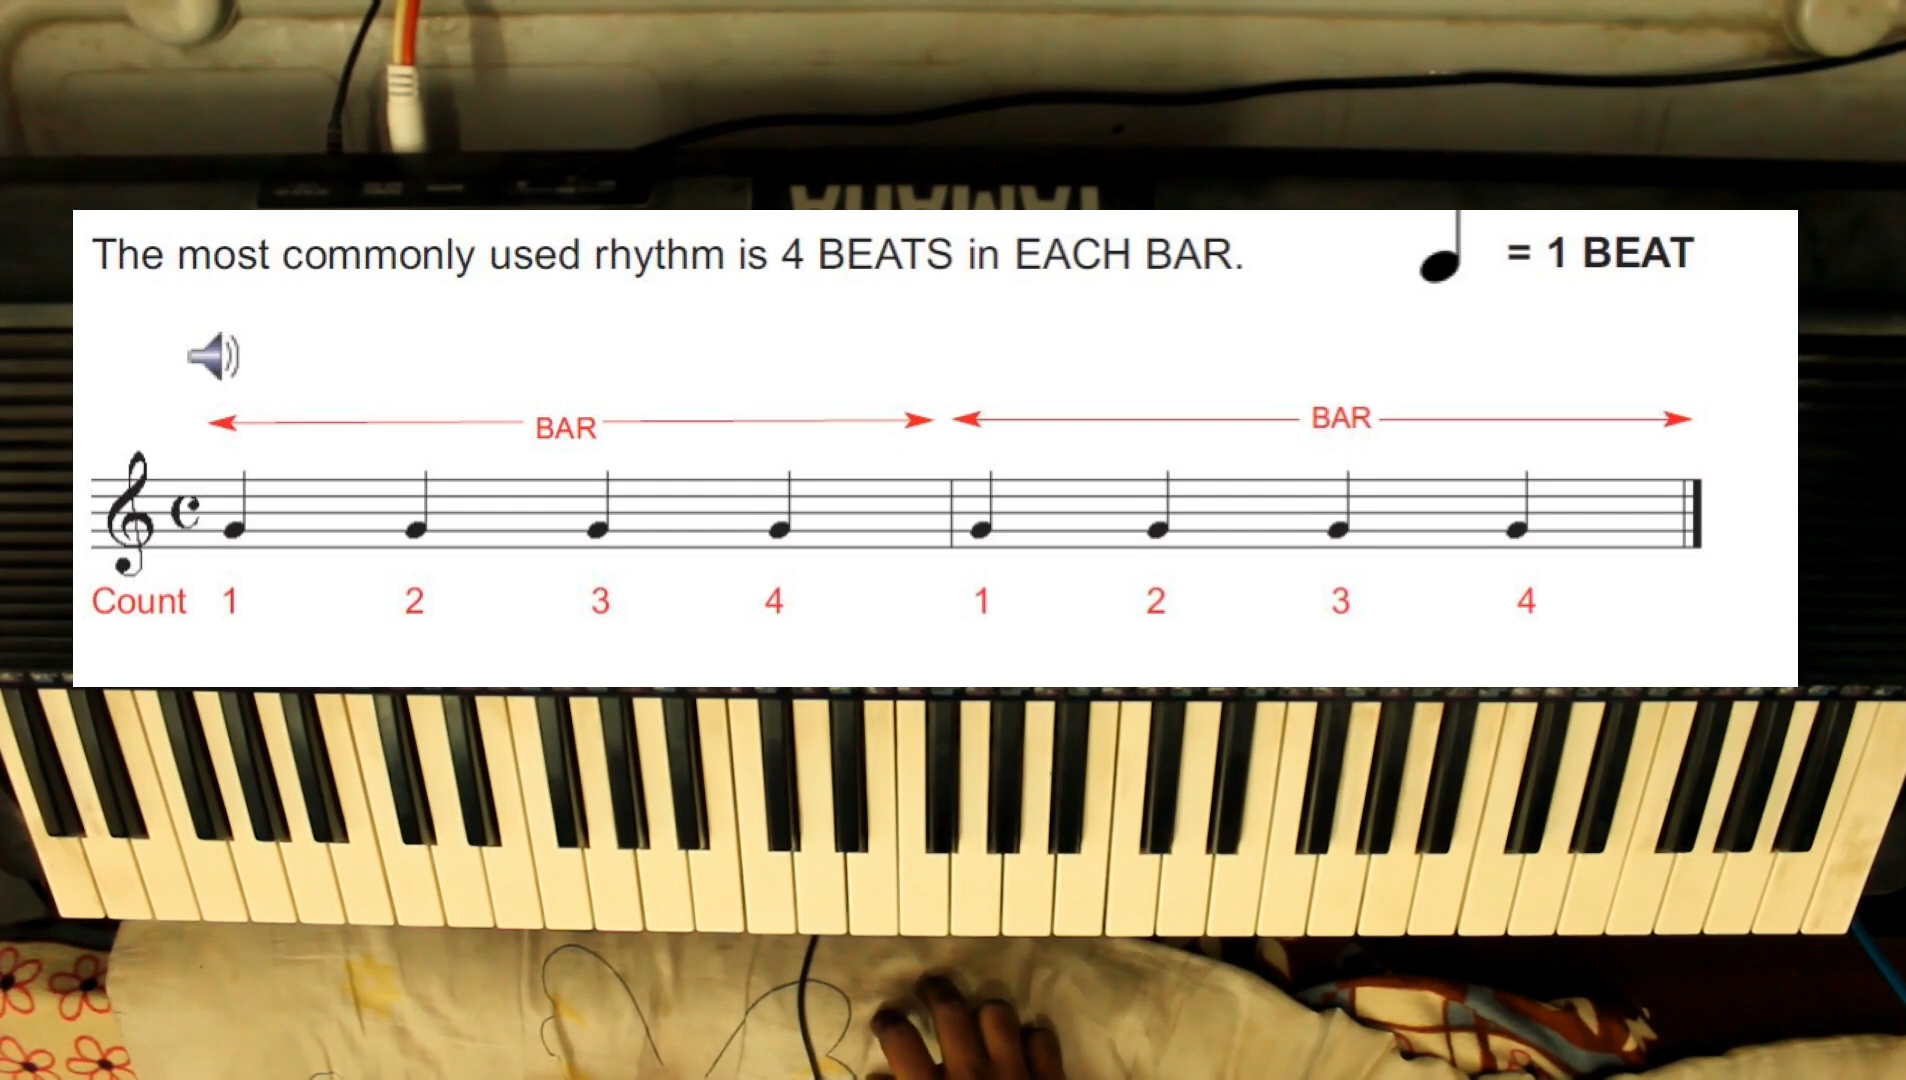 The most commonly used rhythm is 4 BEATS in EACH BAR.
= 1 BEAT
BAR
BAR
Count 1 2 3 4 1 2 3 4